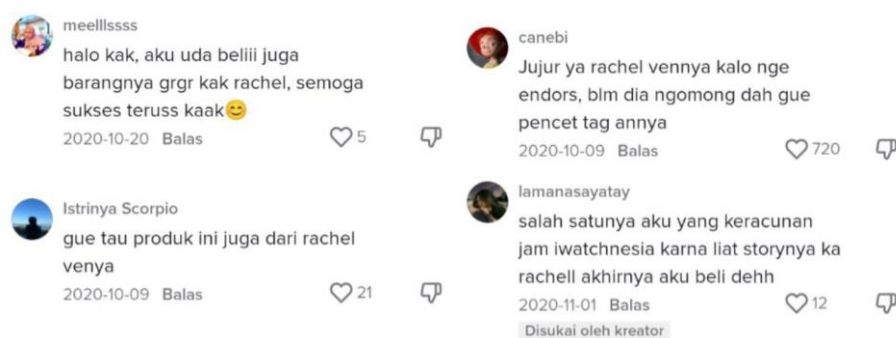 meelllssss
halo kak, aku uda beliii juga
barangnya grgr kak rachel, semoga
sukses teruss kaak😊
2020-10-20 Balas 5
Istrinya Scorpio
gue tau produk ini juga dari rachel
venya
2020-10-09 Balas 21
canebi
Jujur ya rachel vennya kalo nge
endors, blm dia ngomong dah gue
pencet tag annya
2020-10-09 Balas 720
lamanasayatay
salah satunya aku yang keracunan
jam iwatchnesia karna liat storynya ka
rachell akhirnya aku beli dehh
2020-11-01 Balas 12
Disukai oleh kreator